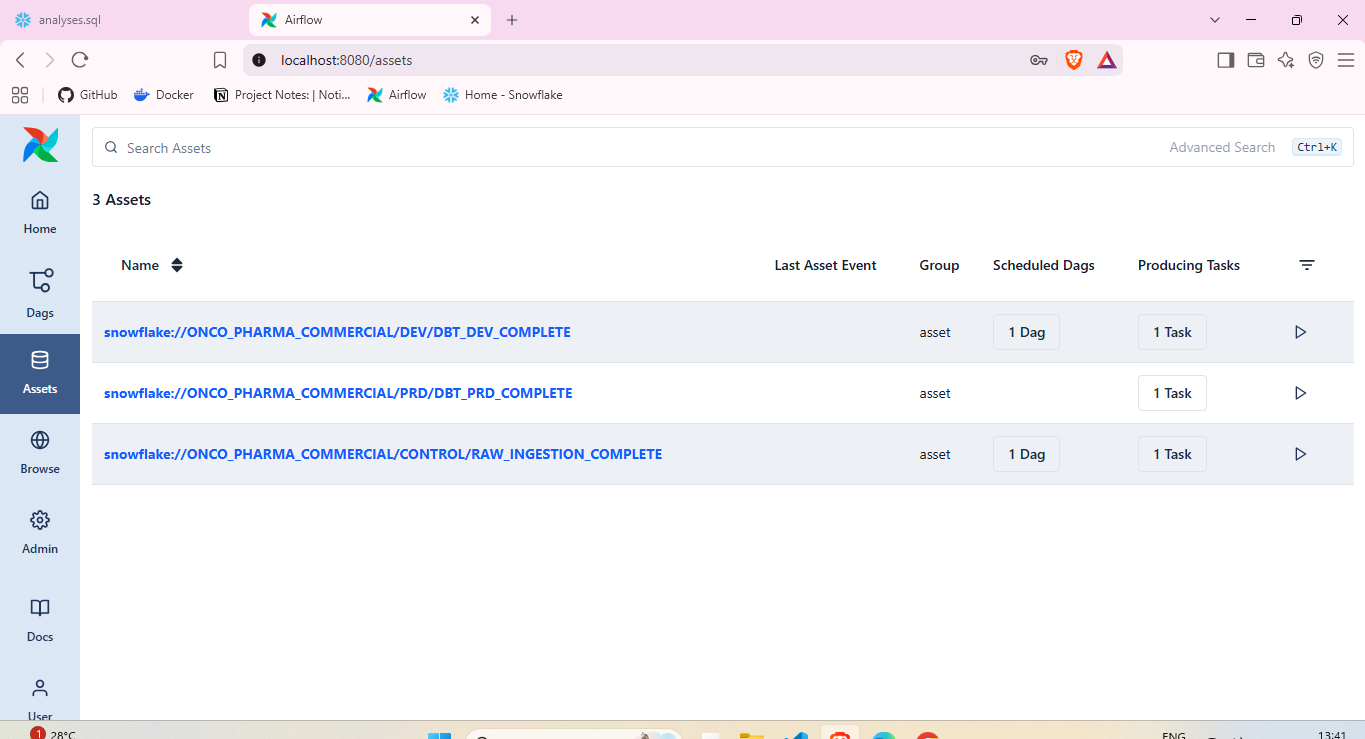 analyses.sql
Airflow
localhost:8080/assets
GitHub
Docker
Project Notes: | Noti...
Airflow
Home - Snowflake
Search Assets
Advanced Search
Ctrl+K
3 Assets
Home
Name
Last Asset Event
Group
Scheduled Dags
Producing Tasks
Dags
snowflake://ONCO_PHARMA_COMMERCIAL/DEV/DBT_DEV_COMPLETE
asset
1 Dag
1 Task
Assets
snowflake://ONCO_PHARMA_COMMERCIAL/PRD/DBT_PRD_COMPLETE
asset
1 Task
Browse
snowflake://ONCO_PHARMA_COMMERCIAL/CONTROL/RAW_INGESTION_COMPLETE
asset
1 Dag
1 Task
Admin
Docs
User
1
28°C
ENG
13:41